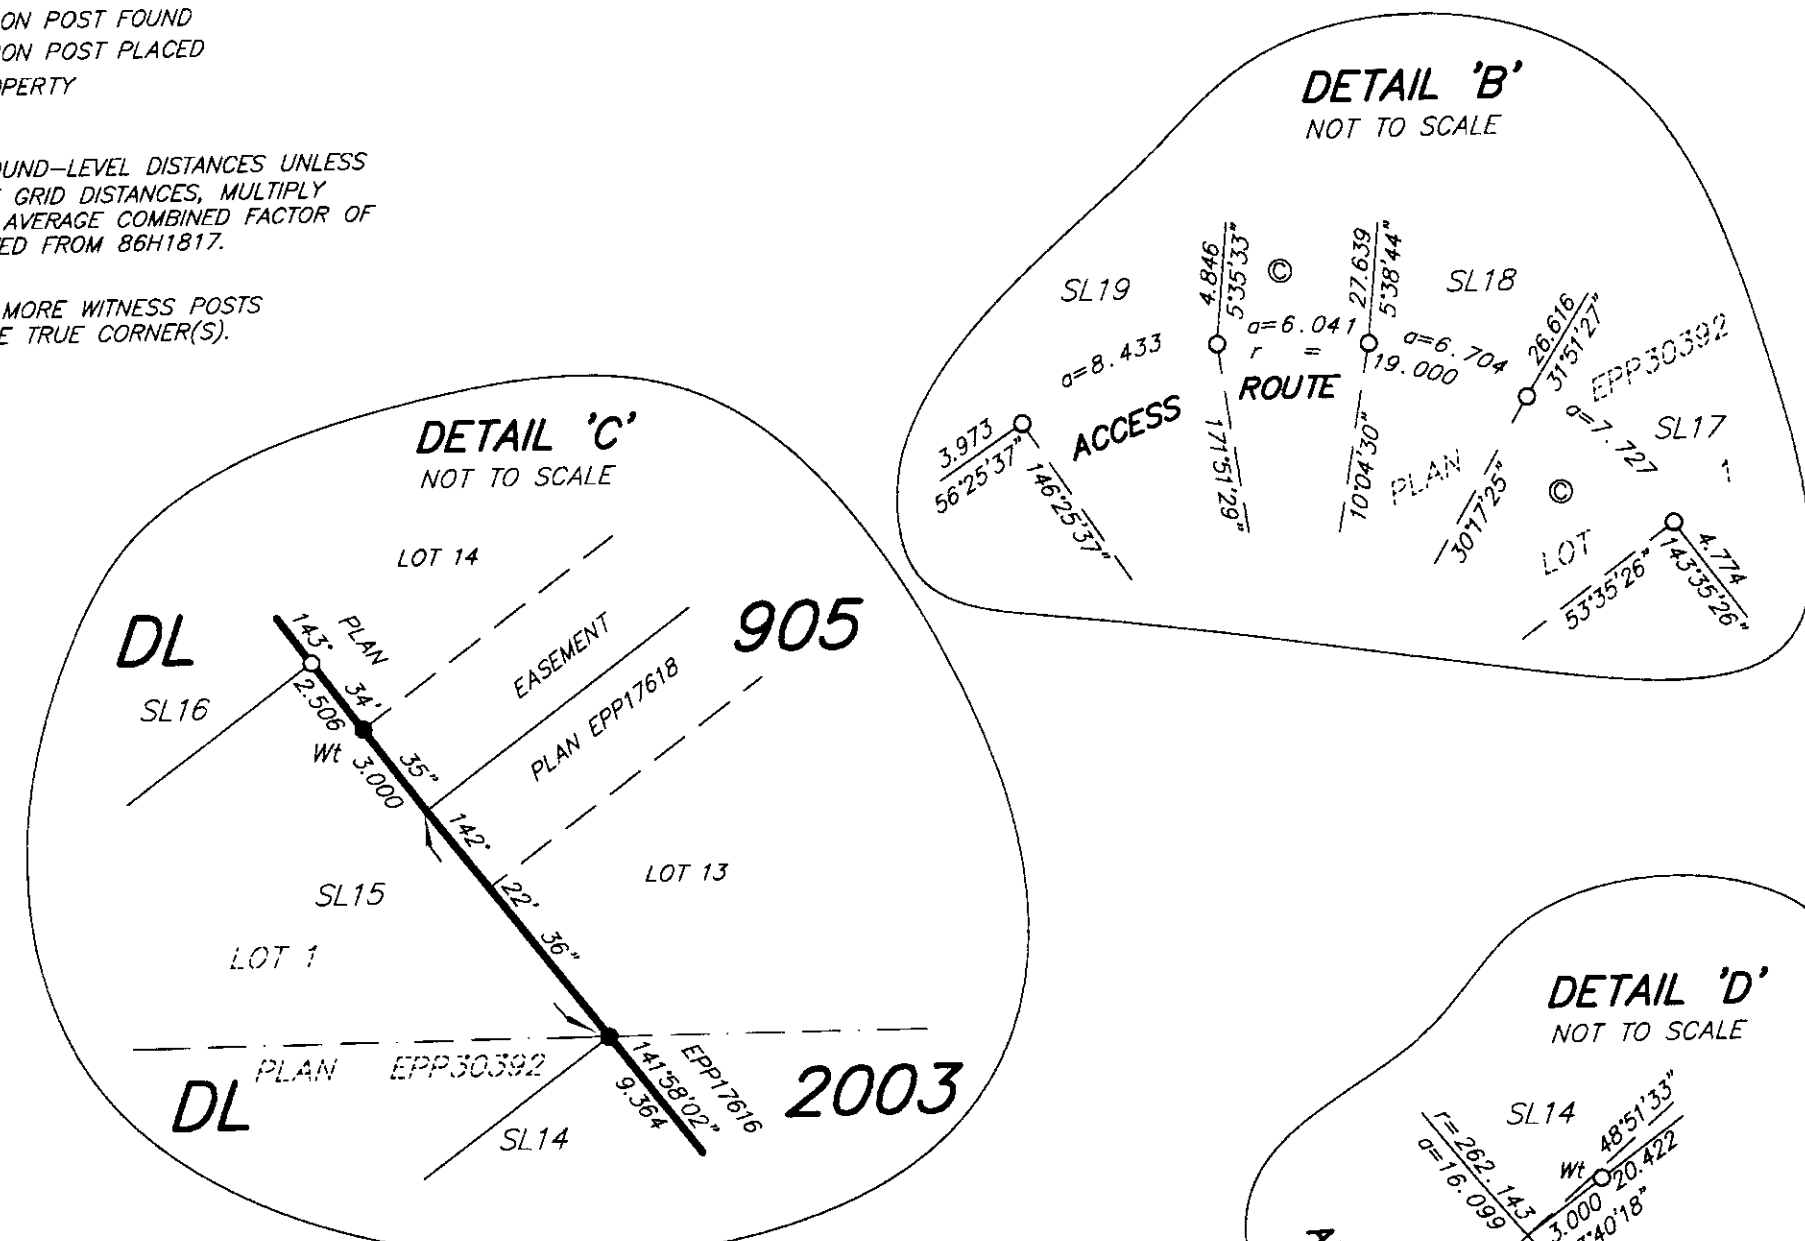 ON POST FOUND
ON POST PLACED
OPERTY
OUND-LEVEL DISTANCES UNLESS
GRID DISTANCES, MULTIPLY
AVERAGE COMBINED FACTOR OF
ED FROM 86H1817.
MORE WITNESS POSTS
E TRUE CORNER(S).
DETAIL 'B'
NOT TO SCALE
SL19
4.846
5°35'33"
©
27.639
5°38'44"
SL18
26.616
31°51'27"
EPP30392
a=8.433
a=6.041
r =
19.000
a=6.704
a=7.727
SL17
1
ACCESS
ROUTE
3.973
56°25'37"
146°25'37"
171°51'29"
10°04'30"
PLAN
30°17'25"
©
LOT
53°35'26"
4.774
143°35'26"
DETAIL 'C'
NOT TO SCALE
LOT 14
DL
905
143°
PLAN
SL16
2.506
34'
Wt
3.000
35"
EASEMENT
PLAN EPP17618
142°
22'
36"
LOT 13
SL15
LOT 1
PLAN EPP30392
DL
2003
141°58'02"
9.364
EPP17616
SL14
DETAIL 'D'
NOT TO SCALE
SL14
r=262.143
a=16.099
Wt
48°51'33"
20.422
3.000
40'18"
A